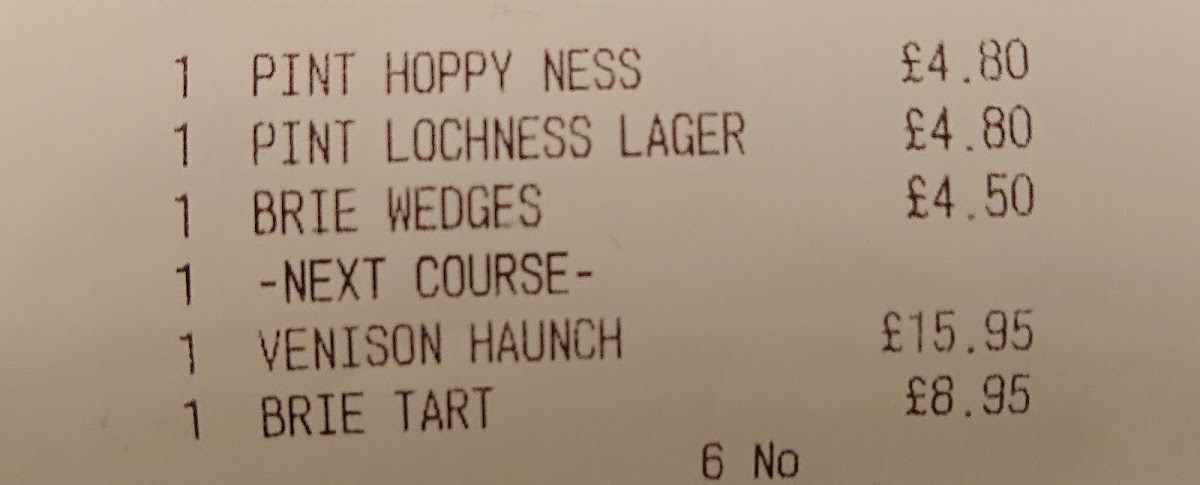 1 PINT HOPPY NESS £4.80
1 PINT LOCHNESS LAGER £4.80
1 BRIE WEDGES £4.50
1 -NEXT COURSE-
1 VENISON HAUNCH £15.95
1 BRIE TART £8.95
6 No